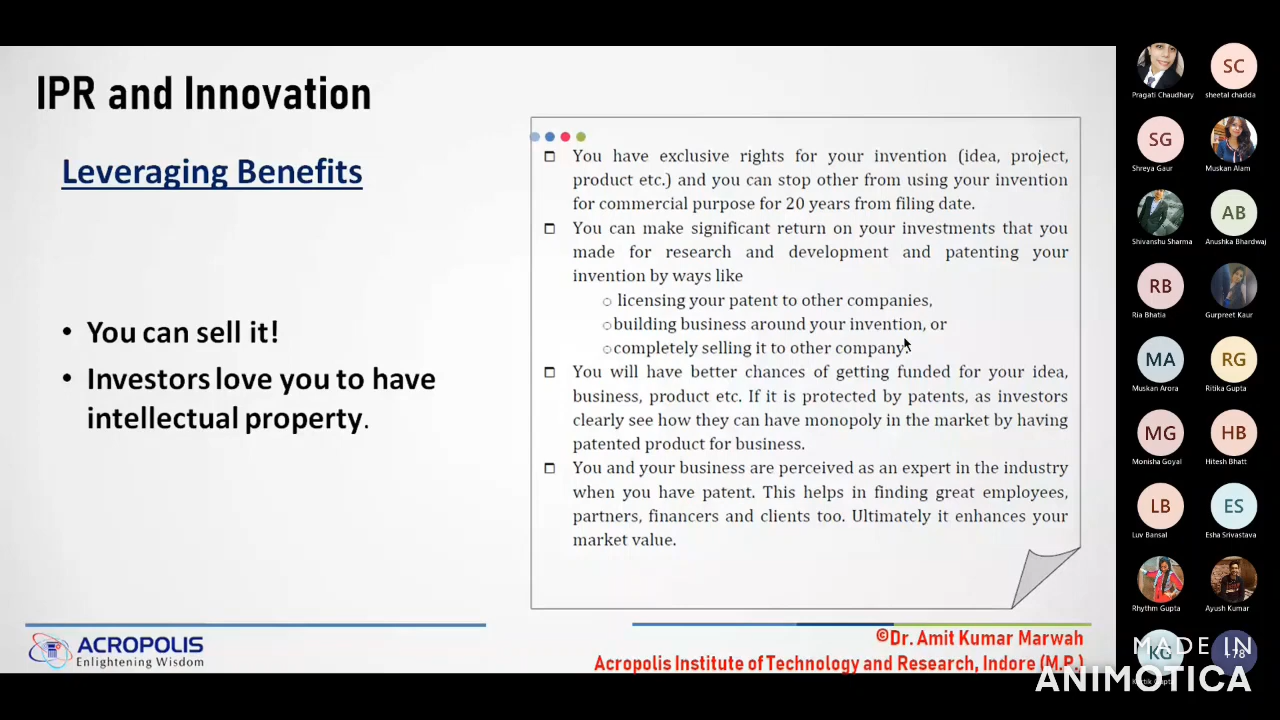 IPR and Innovation
Leveraging Benefits
• You can sell it!
• Investors love you to have
intellectual property.
You have exclusive rights for your invention (idea, project,
product etc.) and you can stop other from using your invention
for commercial purpose for 20 years from filing date.
You can make significant return on your investments that you
made for research and development and patenting your
invention by ways like
licensing your patent to other companies,
building business around your invention, or
completely selling it to other company.
You will have better chances of getting funded for your idea,
business, product etc. If it is protected by patents, as investors
clearly see how they can have monopoly in the market by having
patented product for business.
You and your business are perceived as an expert in the industry
when you have patent. This helps in finding great employees,
partners, financers and clients too. Ultimately it enhances your
market value.
ACROPOLIS
Enlightening Wisdom
©Dr. Amit Kumar Marwah
Acropolis Institute of Technology and Research, Indore (M.P.)
SC
Pragati Chaudhary sheetal chadda
SG
Shreya Gaur Muskan Alam
AB
Shivanshu Sharma Anushka Bhardwaj
RB
Ria Bhatia Gurpreet Kaur
MA RG
Muskan Arora Ritika Gupta
MG HB
Monisha Goyal Hitesh Bhatt
LB ES
Luv Bansal Esha Srivastava
Rhythm Gupta Ayush Kumar
KG +78
MADE IN
ANIMOTICA